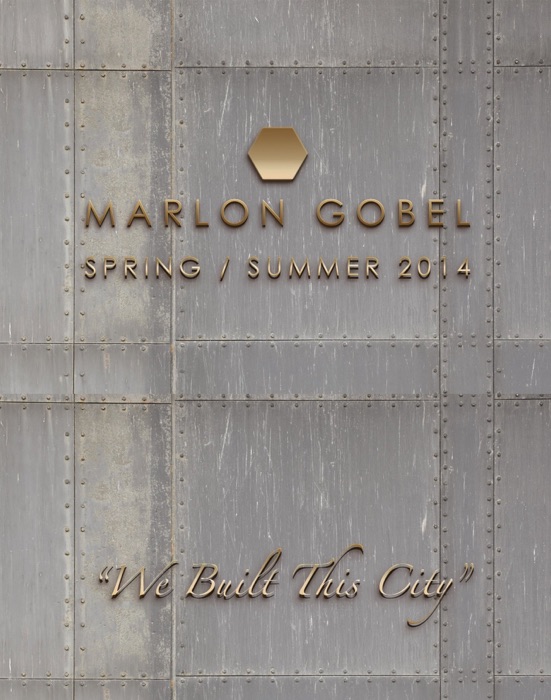 MARLON GOBEL
SPRING / SUMMER 2014
“We Built This City”